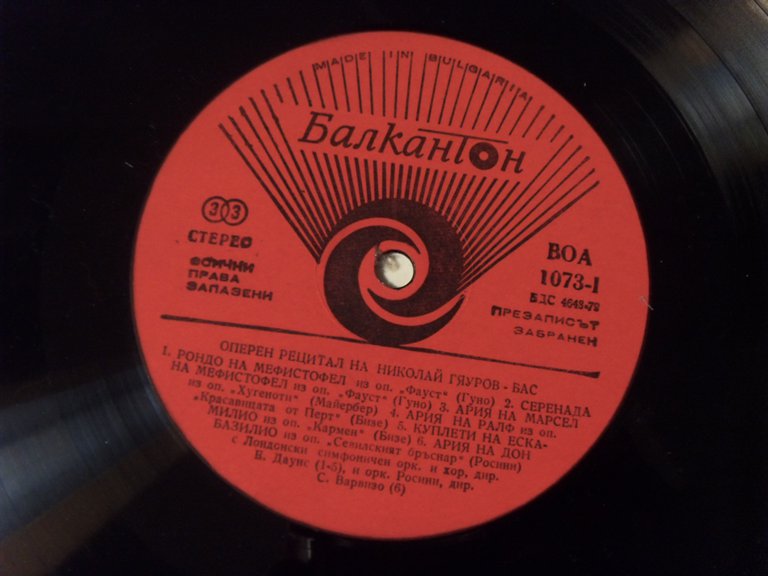 MADE IN BULGARIA
Балкантон
33
СТЕРЕО
ВСИЧКИ
ПРАВА
ЗАПАЗЕНИ
ВОА
1073-I
БДС 4643-79
ПРЕЗАПИСЪТ
ЗАБРАНЕН
ОПЕРЕН РЕЦИТАЛ НА НИКОЛАЙ ГЯУРОВ - БАС
1. РОНДО НА МЕФИСТОФЕЛ из оп. „Фауст" (Гуно) 2. СЕРЕНАДА
НА МЕФИСТОФЕЛ из оп. „Фауст" (Гуно) 3. АРИЯ НА МАРСЕЛ
из оп. „Хугеноти" (Майербер) 4. АРИЯ НА РАЛФ из оп.
„Красавицата от Перт" (Бизе) 5. КУПЛЕТИ НА ЕСКА-
МИЛИО из оп. „Кармен" (Бизе) 6. АРИЯ НА ДОН
БАЗИЛИО из оп. „Севилският бръснар" (Росини)
с Лондонски симфоничен орк. и хор, дир.
Е. Даунс (1-5), и орк. Росини, дир.
С. Варвизо (6)